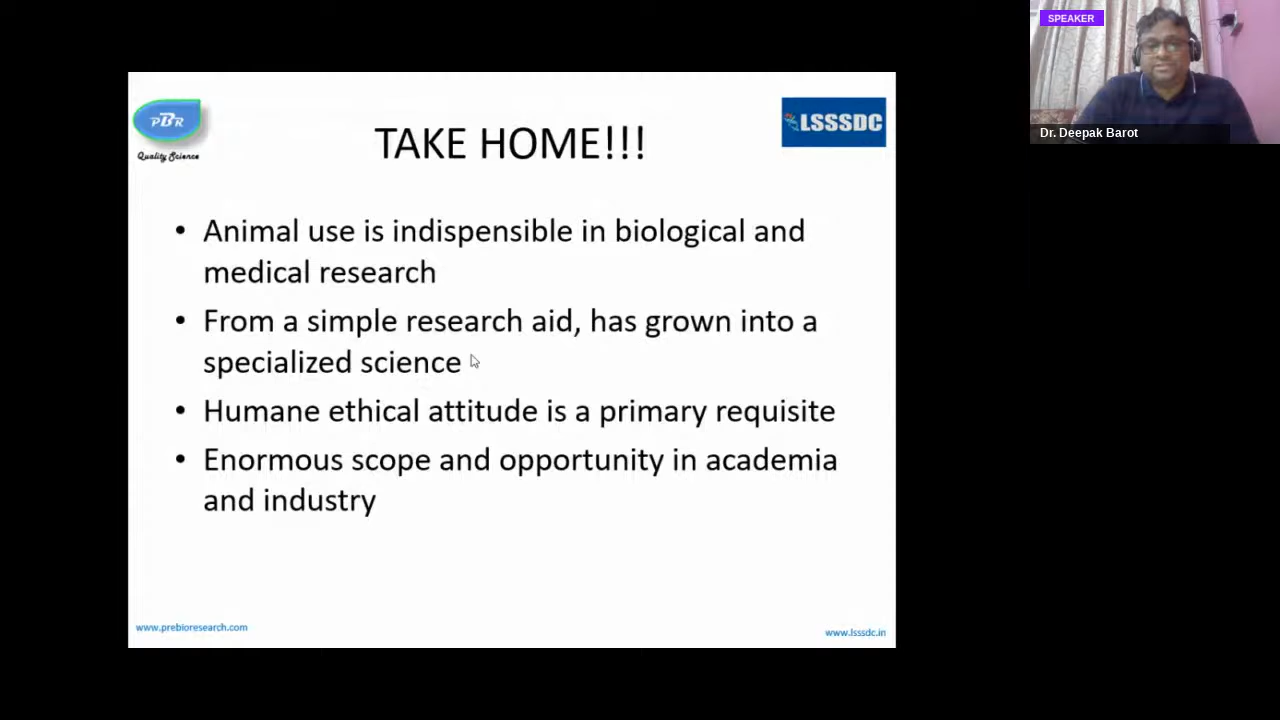 SPEAKER
Dr. Deepak Barot
PBR
Quality Science
LSSSDC
TAKE HOME!!!
• Animal use is indispensible in biological and
medical research
• From a simple research aid, has grown into a
specialized science
• Humane ethical attitude is a primary requisite
• Enormous scope and opportunity in academia
and industry
www.prebioresearch.com
www.lsssdc.in